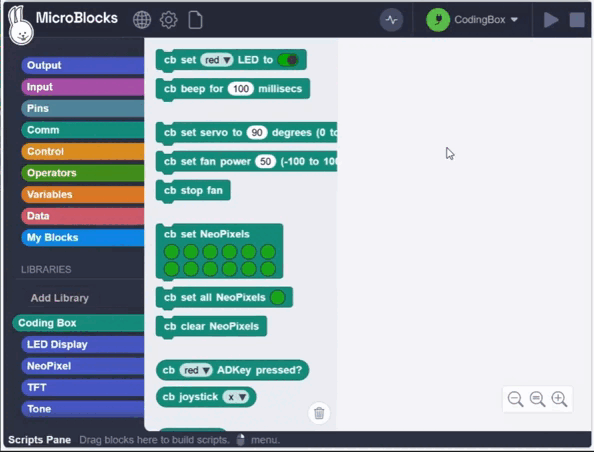 MicroBlocks
CodingBox
Output
Input
Pins
Comm
Control
Operators
Variables
Data
My Blocks
LIBRARIES
Add Library
Coding Box
LED Display
NeoPixel
TFT
Tone
cb set red LED to
cb beep for 100 millisecs
cb set servo to 90 degrees (0 to
cb set fan power 50 (-100 to 100
cb stop fan
cb set NeoPixels
cb set all NeoPixels
cb clear NeoPixels
cb red ADKey pressed?
cb joystick x
Scripts Pane Drag blocks here to build scripts. menu.